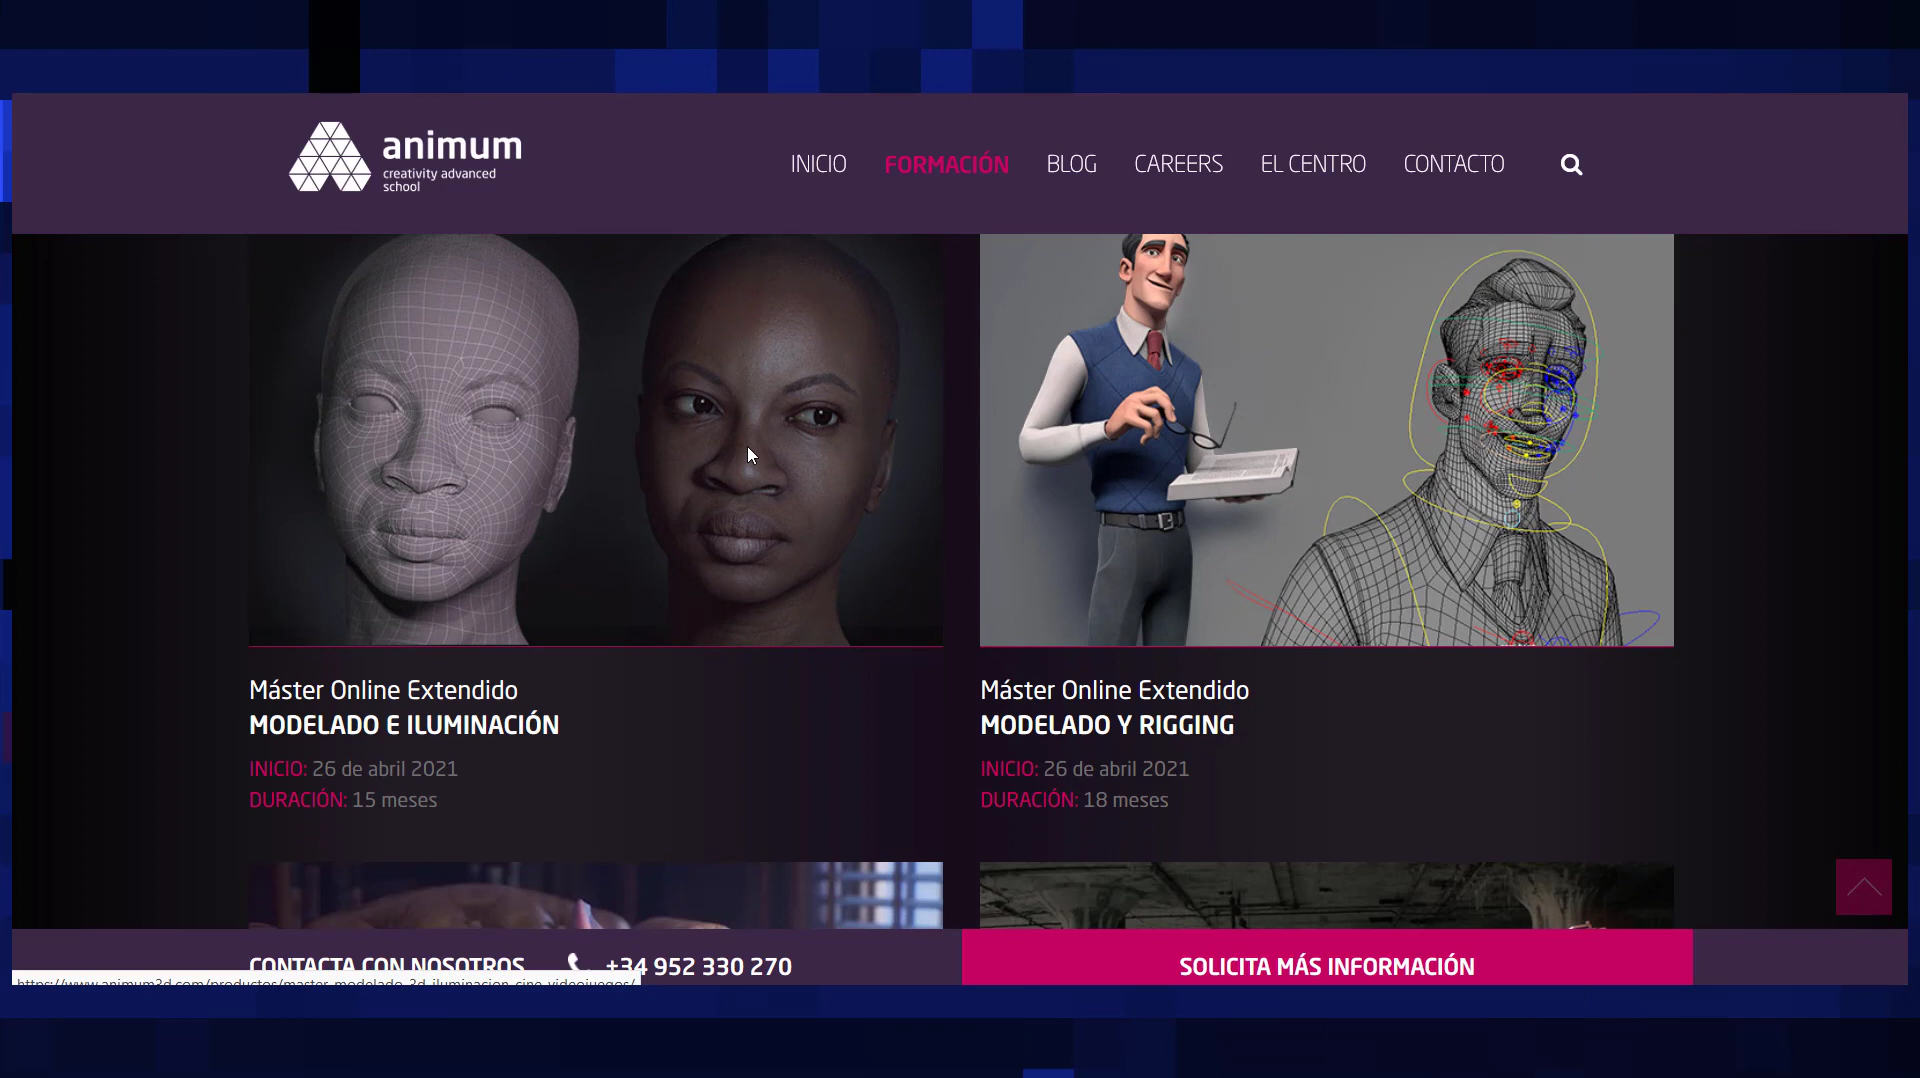 animum
creativity advanced
school
INICIO
FORMACIÓN
BLOG
CAREERS
EL CENTRO
CONTACTO
Máster Online Extendido
MODELADO E ILUMINACIÓN
INICIO: 26 de abril 2021
DURACIÓN: 15 meses
Máster Online Extendido
MODELADO Y RIGGING
INICIO: 26 de abril 2021
DURACIÓN: 18 meses
CONTACTA CON NOSOTROS
+34 952 330 270
SOLICITA MÁS INFORMACIÓN
https://www.animum3d.com/productos/master-modelado-3d-iluminacion-cine-videojuegos/